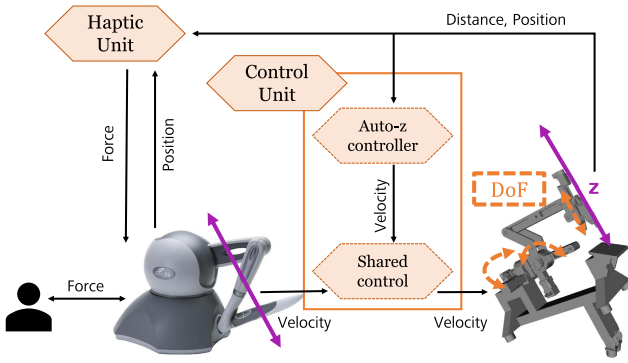 Haptic
Unit
Distance, Position
Control
Unit
Force
Position
Auto-z
controller
Velocity
DoF
z
Shared
control
Force
Velocity
Velocity